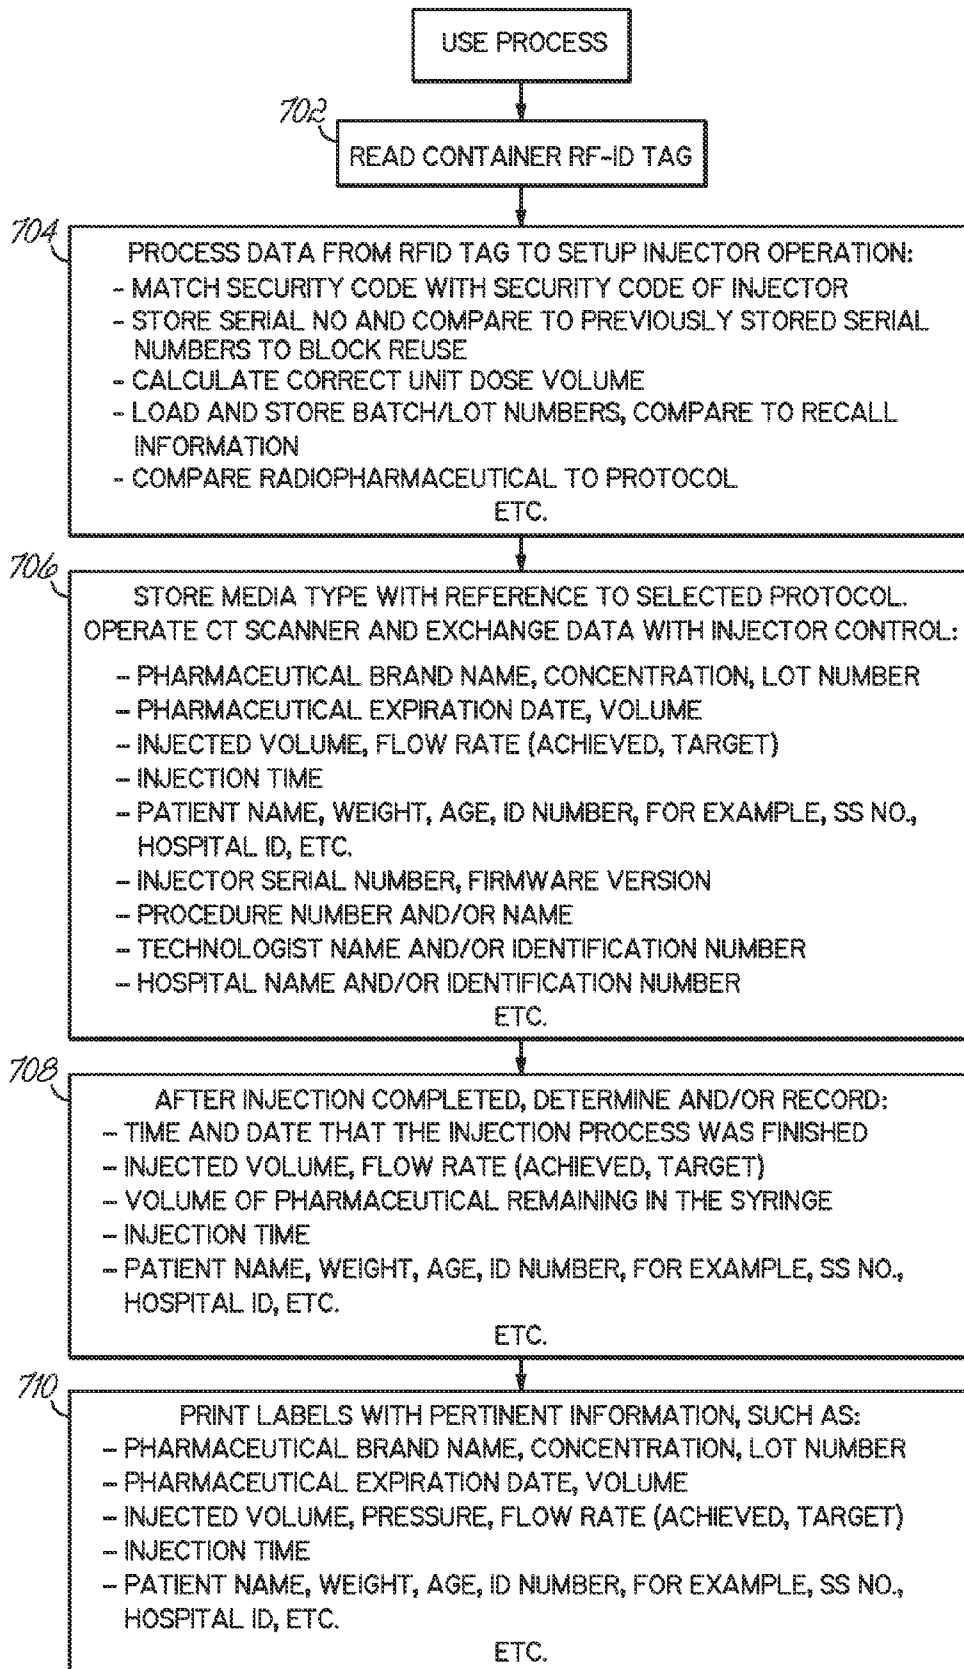 USE PROCESS
702
READ CONTAINER RF-ID TAG
704
PROCESS DATA FROM RFID TAG TO SETUP INJECTOR OPERATION:
- MATCH SECURITY CODE WITH SECURITY CODE OF INJECTOR
- STORE SERIAL NO AND COMPARE TO PREVIOUSLY STORED SERIAL
NUMBERS TO BLOCK REUSE
- CALCULATE CORRECT UNIT DOSE VOLUME
- LOAD AND STORE BATCH/LOT NUMBERS, COMPARE TO RECALL
INFORMATION
- COMPARE RADIOPHARMACEUTICAL TO PROTOCOL
ETC.
706
STORE MEDIA TYPE WITH REFERENCE TO SELECTED PROTOCOL.
OPERATE CT SCANNER AND EXCHANGE DATA WITH INJECTOR CONTROL:
- PHARMACEUTICAL BRAND NAME, CONCENTRATION, LOT NUMBER
- PHARMACEUTICAL EXPIRATION DATE, VOLUME
- INJECTED VOLUME, FLOW RATE (ACHIEVED, TARGET)
- INJECTION TIME
- PATIENT NAME, WEIGHT, AGE, ID NUMBER, FOR EXAMPLE, SS NO.,
HOSPITAL ID, ETC.
- INJECTOR SERIAL NUMBER, FIRMWARE VERSION
- PROCEDURE NUMBER AND/OR NAME
- TECHNOLOGIST NAME AND/OR IDENTIFICATION NUMBER
- HOSPITAL NAME AND/OR IDENTIFICATION NUMBER
ETC.
708
AFTER INJECTION COMPLETED, DETERMINE AND/OR RECORD:
- TIME AND DATE THAT THE INJECTION PROCESS WAS FINISHED
- INJECTED VOLUME, FLOW RATE (ACHIEVED, TARGET)
- VOLUME OF PHARMACEUTICAL REMAINING IN THE SYRINGE
- INJECTION TIME
- PATIENT NAME, WEIGHT, AGE, ID NUMBER, FOR EXAMPLE, SS NO.,
HOSPITAL ID, ETC.
ETC.
710
PRINT LABELS WITH PERTINENT INFORMATION, SUCH AS:
- PHARMACEUTICAL BRAND NAME, CONCENTRATION, LOT NUMBER
- PHARMACEUTICAL EXPIRATION DATE, VOLUME
- INJECTED VOLUME, PRESSURE, FLOW RATE (ACHIEVED, TARGET)
- INJECTION TIME
- PATIENT NAME, WEIGHT, AGE, ID NUMBER, FOR EXAMPLE, SS NO.,
HOSPITAL ID, ETC.
ETC.